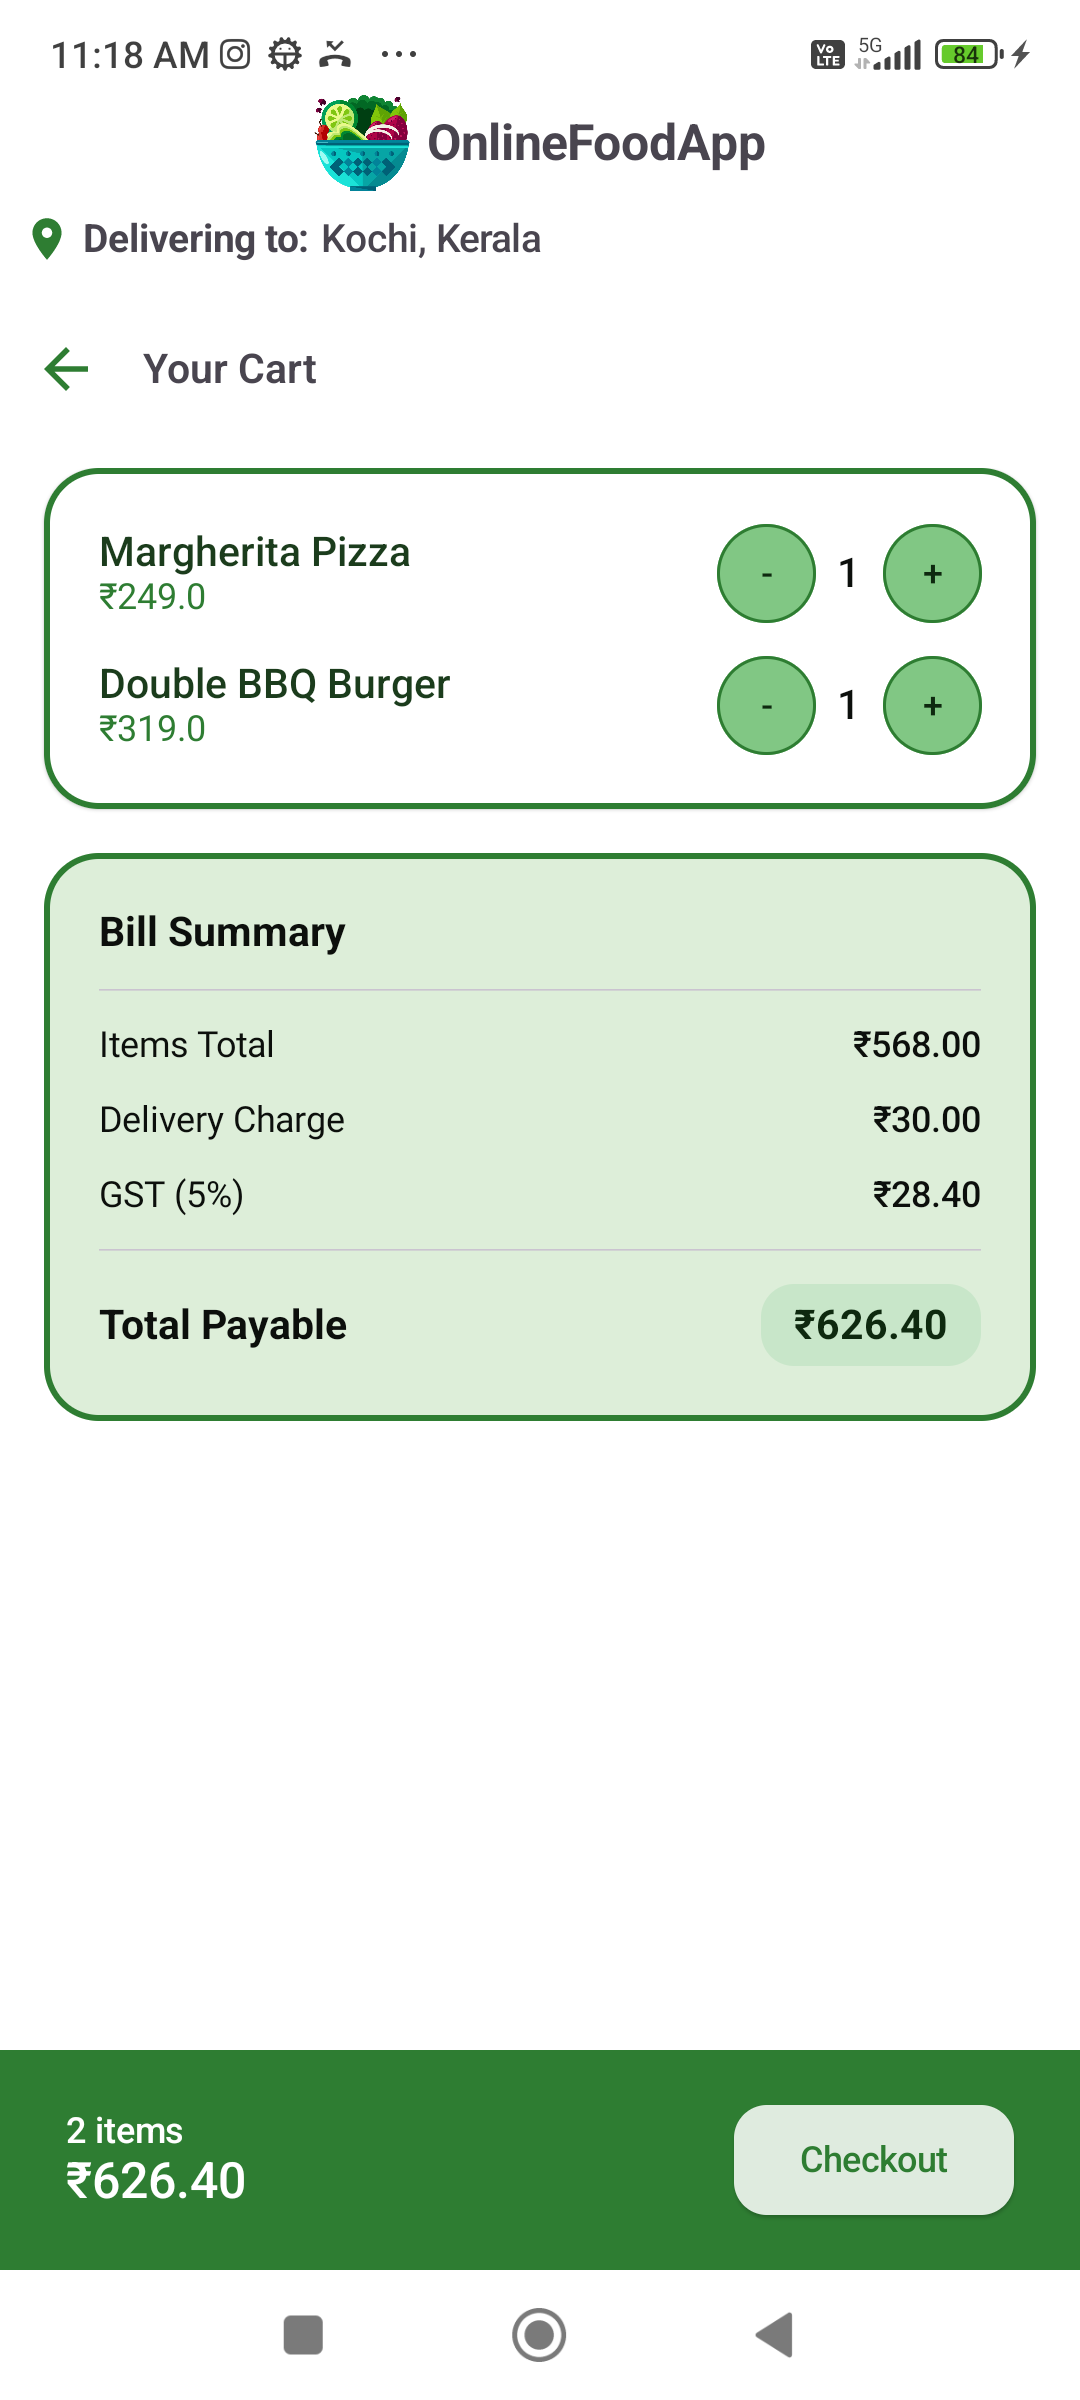 11:18 AM
Vo LTE
5G
84
OnlineFoodApp
Delivering to: Kochi, Kerala
Your Cart
Margherita Pizza
₹249.0
- 1 +
Double BBQ Burger
₹319.0
- 1 +
Bill Summary
Items Total ₹568.00
Delivery Charge ₹30.00
GST (5%) ₹28.40
Total Payable ₹626.40
2 items
₹626.40
Checkout